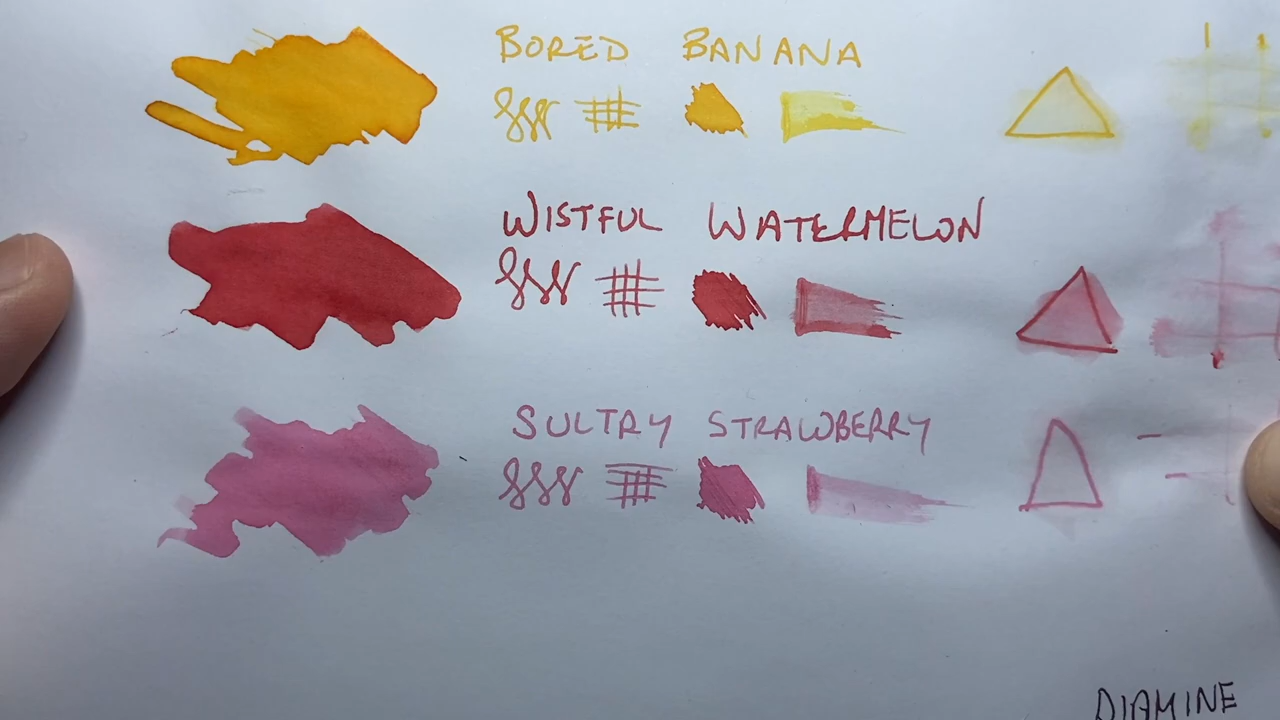 BORED BANANA
WISTFUL WATERMELON
SULTRY STRAWBERRY
DIAMINE